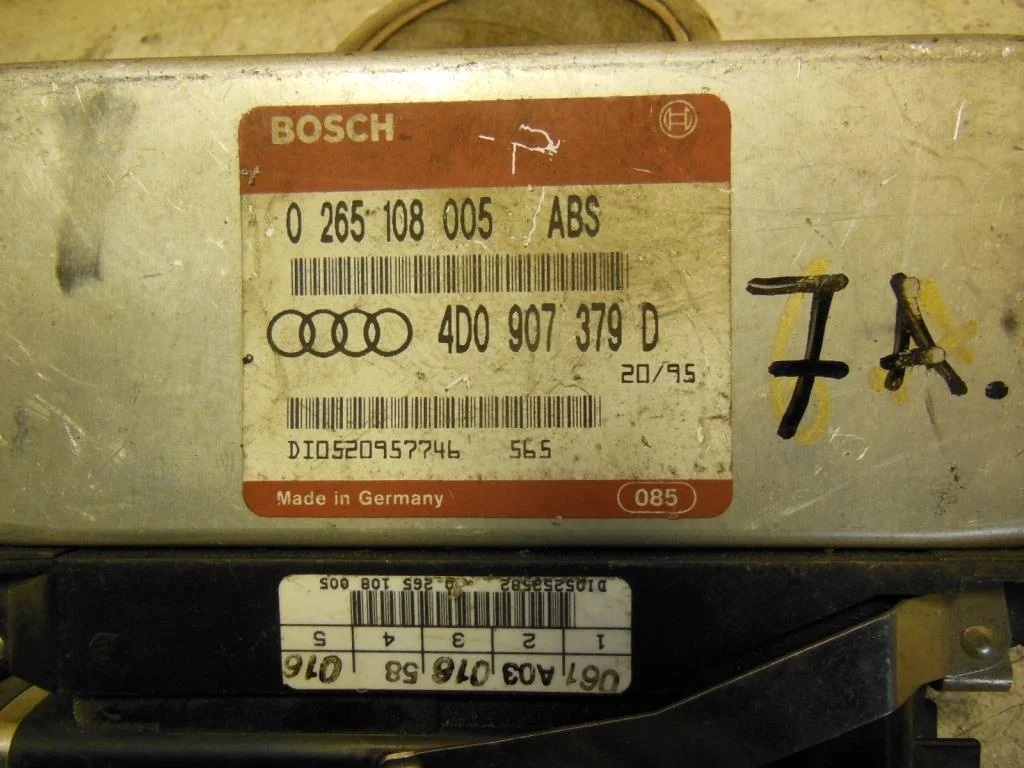 BOSCH
0 265 108 005 ABS
4D0 907 379 D
20/95
DI0520957746 565
Made in Germany 085
7A.
061 A03 016 58 016
1 2 3 4 5
0 265 108 005